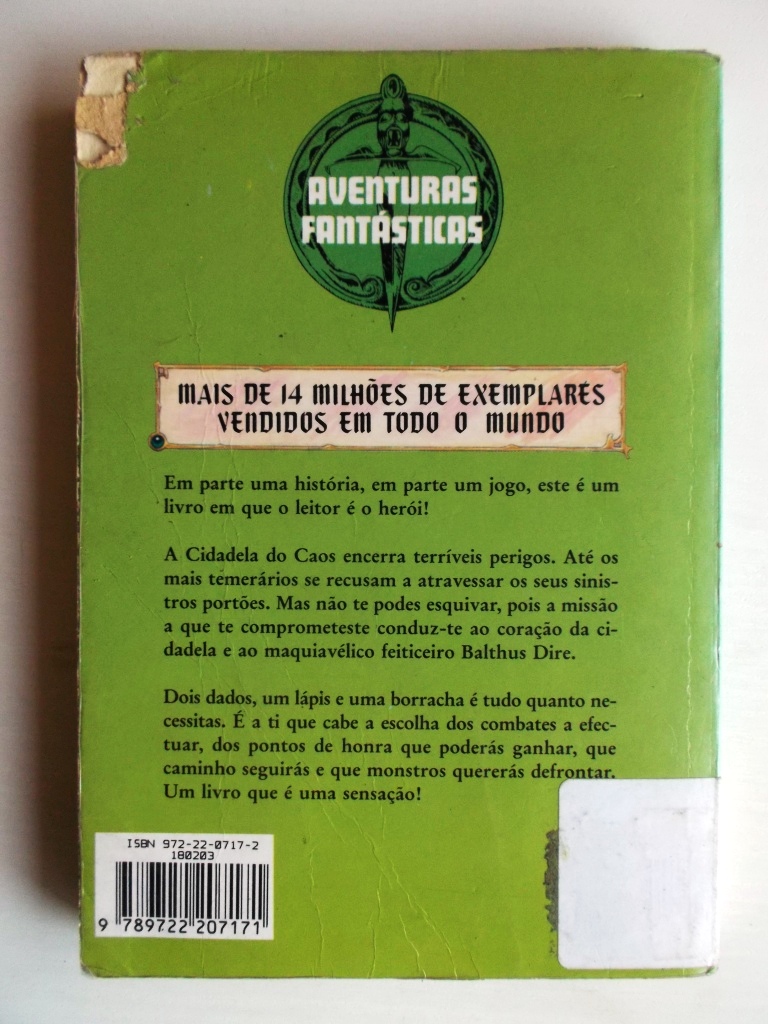 AVENTURAS
FANTÁSTICAS
MAIS DE 14 MILHÕES DE EXEMPLARES
VENDIDOS EM TODO O MUNDO
Em parte uma história, em parte um jogo, este é um
livro em que o leitor é o herói!
A Cidadela do Caos encerra terríveis perigos. Até os
mais temerários se recusam a atravessar os seus sinis-
tros portões. Mas não te podes esquivar, pois a missão
a que te comprometeste conduz-te ao coração da ci-
dadela e ao maquiavélico feiticeiro Balthus Dire.
Dois dados, um lápis e uma borracha é tudo quanto ne-
cessitas. É a ti que cabe a escolha dos combates a efec-
tuar, dos pontos de honra que poderás ganhar, que
caminho seguirás e que monstros quererás defrontar.
Um livro que é uma sensação!
ISBN 972-22-0717-2
180203
9 789722 207171